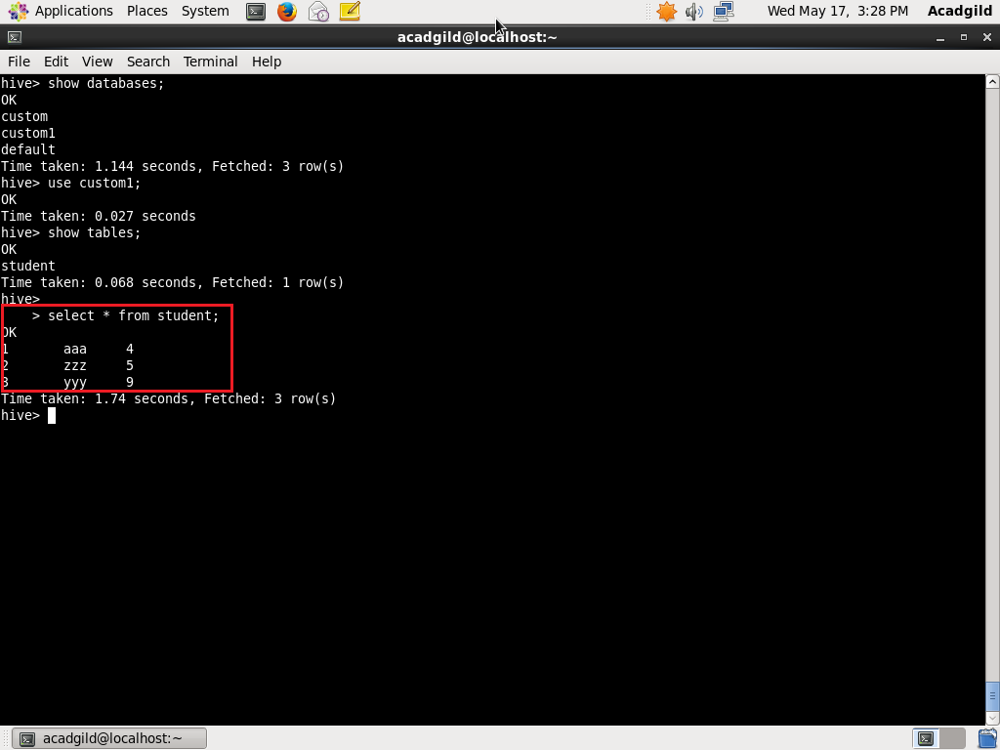 Applications Places System Wed May 17, 3:28 PM Acadgild
acadgild@localhost:~
File Edit View Search Terminal Help
hive> show databases;
OK
custom
custom1
default
Time taken: 1.144 seconds, Fetched: 3 row(s)
hive> use custom1;
OK
Time taken: 0.027 seconds
hive> show tables;
OK
student
Time taken: 0.068 seconds, Fetched: 1 row(s)
hive>
    > select * from student;
OK
1       aaa     4
2       zzz     5
3       yyy     9
Time taken: 1.74 seconds, Fetched: 3 row(s)
hive>
acadgild@localhost:~